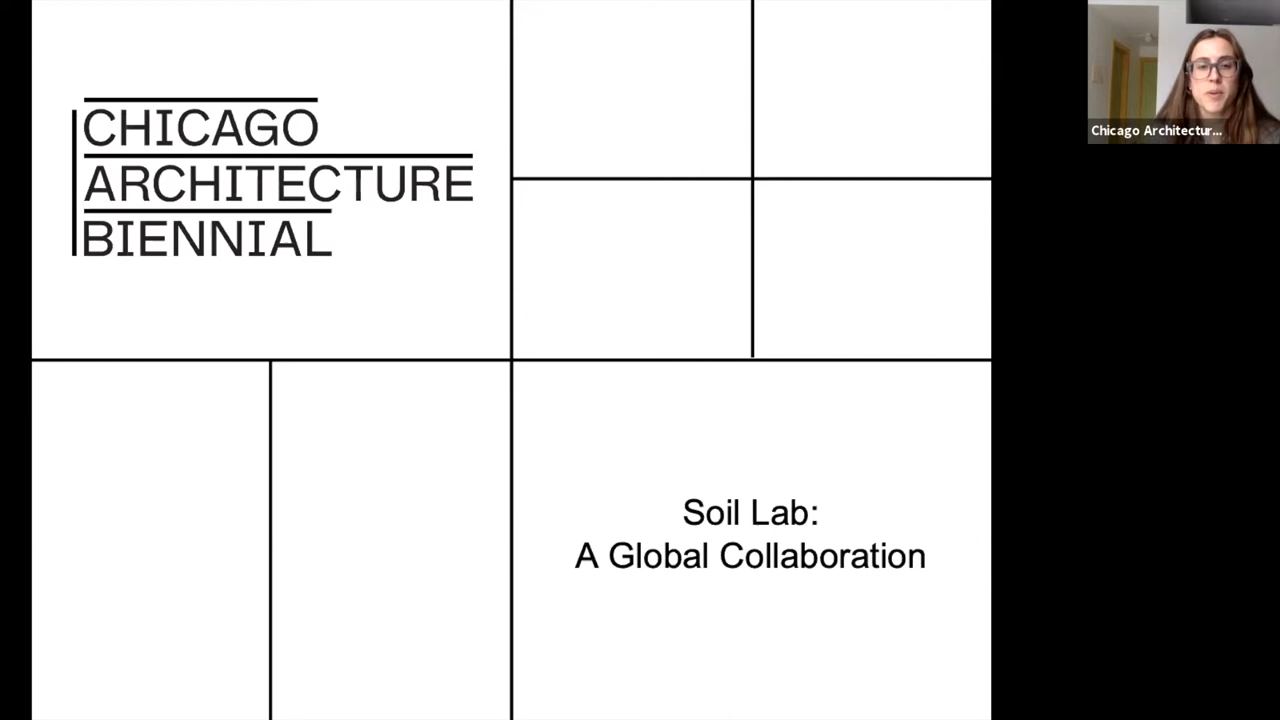 CHICAGO
ARCHITECTURE
BIENNIAL
Soil Lab:
A Global Collaboration
Chicago Architectur...